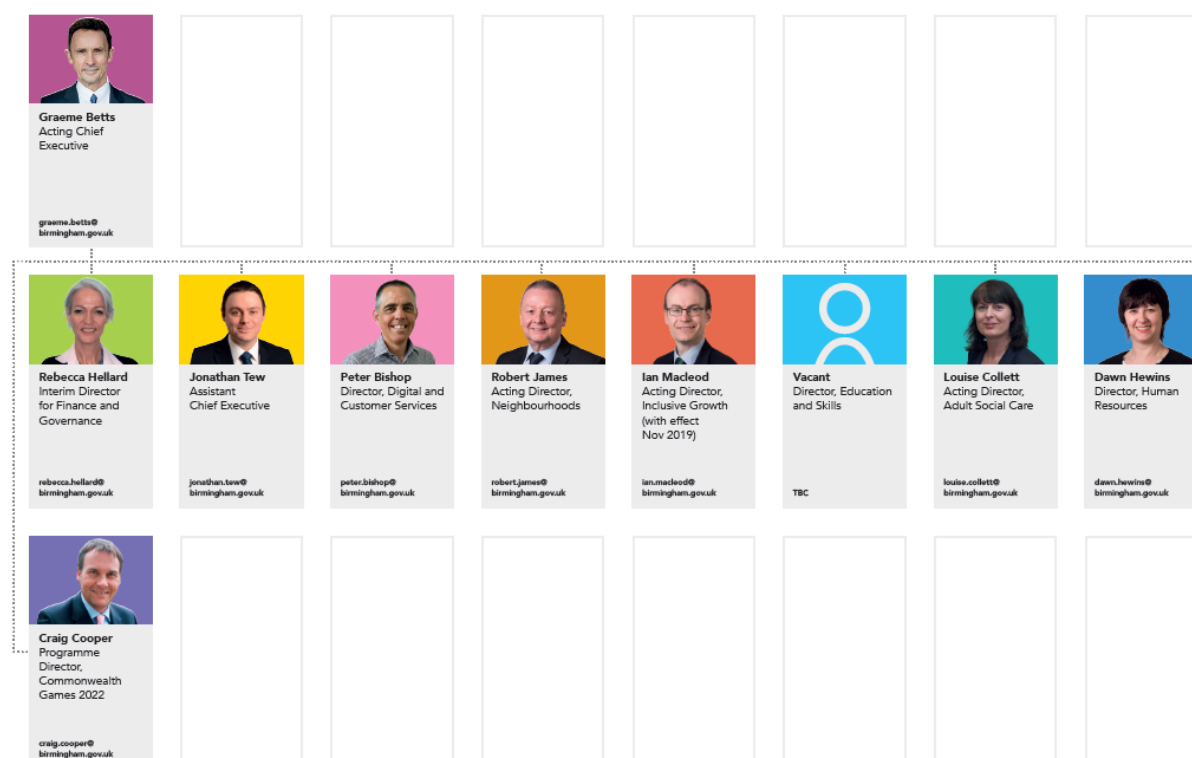 Graeme Betts
Acting Chief
Executive
graeme.betts@
birmingham.gov.uk
Rebecca Hellard
Interim Director
for Finance and
Governance
rebecca.hellard@
birmingham.gov.uk
Jonathan Tew
Assistant
Chief Executive
jonathan.tew@
birmingham.gov.uk
Peter Bishop
Director, Digital and
Customer Services
peter.bishop@
birmingham.gov.uk
Robert James
Acting Director,
Neighbourhoods
robert.james@
birmingham.gov.uk
Ian Macleod
Acting Director,
Inclusive Growth
(with effect
Nov 2019)
ian.macleod@
birmingham.gov.uk
Vacant
Director, Education
and Skills
TBC
Louise Collett
Acting Director,
Adult Social Care
louise.collett@
birmingham.gov.uk
Dawn Hewins
Director, Human
Resources
dawn.hewins@
birmingham.gov.uk
Craig Cooper
Programme
Director,
Commonwealth
Games 2022
craig.cooper@
birmingham.gov.uk